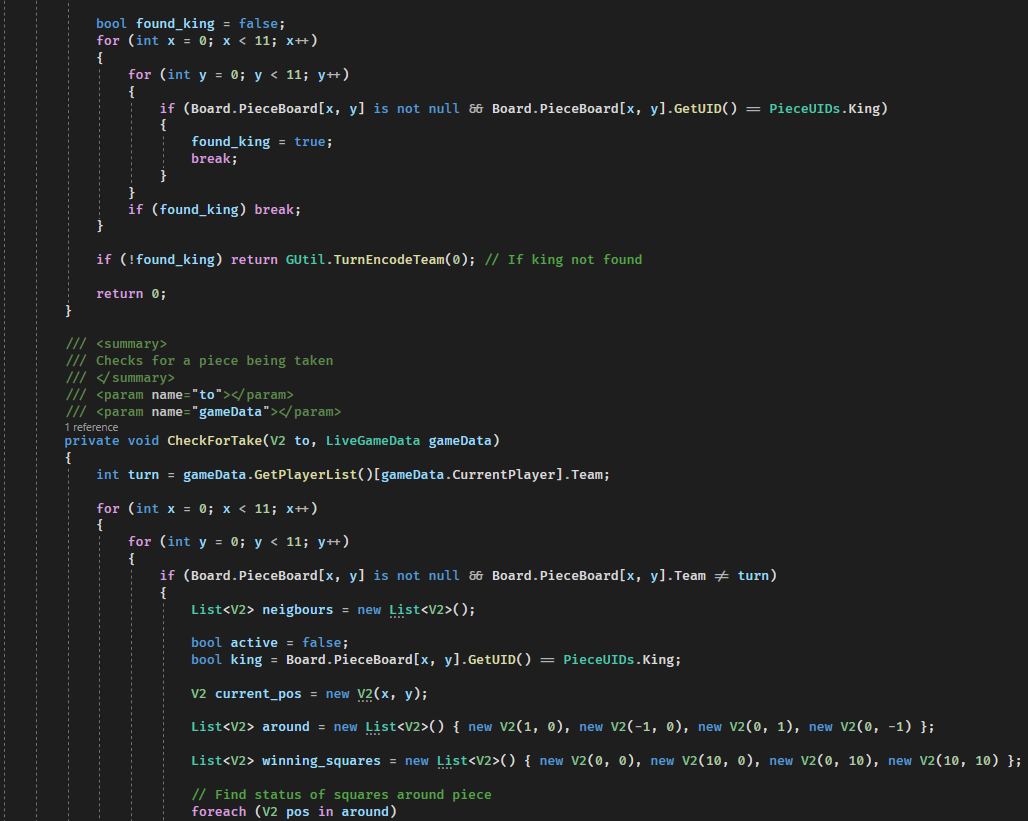 bool found_king = false;
for (int x = 0; x < 11; x++)
{
for (int y = 0; y < 11; y++)
{
if (Board.PieceBoard[x, y] is not null && Board.PieceBoard[x, y].GetUID() == PieceUIDs.King)
{
found_king = true;
break;
}
}
if (found_king) break;
}
if (!found_king) return GUtil.TurnEncodeTeam(0); // If king not found
return 0;
}
/// <summary>
/// Checks for a piece being taken
/// </summary>
/// <param name="to"></param>
/// <param name="gameData"></param>
1 reference
private void CheckForTake(V2 to, LiveGameData gameData)
{
int turn = gameData.GetPlayerList()[gameData.CurrentPlayer].Team;
for (int x = 0; x < 11; x++)
{
for (int y = 0; y < 11; y++)
{
if (Board.PieceBoard[x, y] is not null && Board.PieceBoard[x, y].Team != turn)
{
List<V2> neigbours = new List<V2>();
bool active = false;
bool king = Board.PieceBoard[x, y].GetUID() == PieceUIDs.King;
V2 current_pos = new V2(x, y);
List<V2> around = new List<V2>() { new V2(1, 0), new V2(-1, 0), new V2(0, 1), new V2(0, -1) };
List<V2> winning_squares = new List<V2>() { new V2(0, 0), new V2(10, 0), new V2(0, 10), new V2(10, 10) };
// Find status of squares around piece
foreach (V2 pos in around)